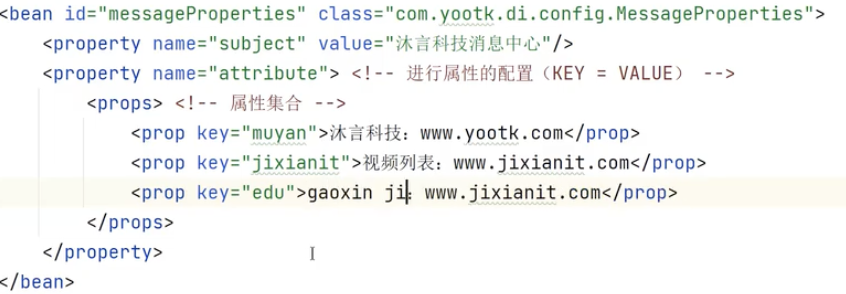 <bean id="messageProperties" class="com.yootk.di.config.MessageProperties">
<property name="subject" value="沐言科技消息中心"/>
<property name="attribute"> <!-- 进行属性的配置（KEY = VALUE） -->
<props> <!-- 属性集合 -->
<prop key="muyan">沐言科技：www.yootk.com</prop>
<prop key="jixianit">视频列表：www.jixianit.com</prop>
<prop key="edu">gaoxin ji：www.jixianit.com</prop>
</props>
</property>
</bean>